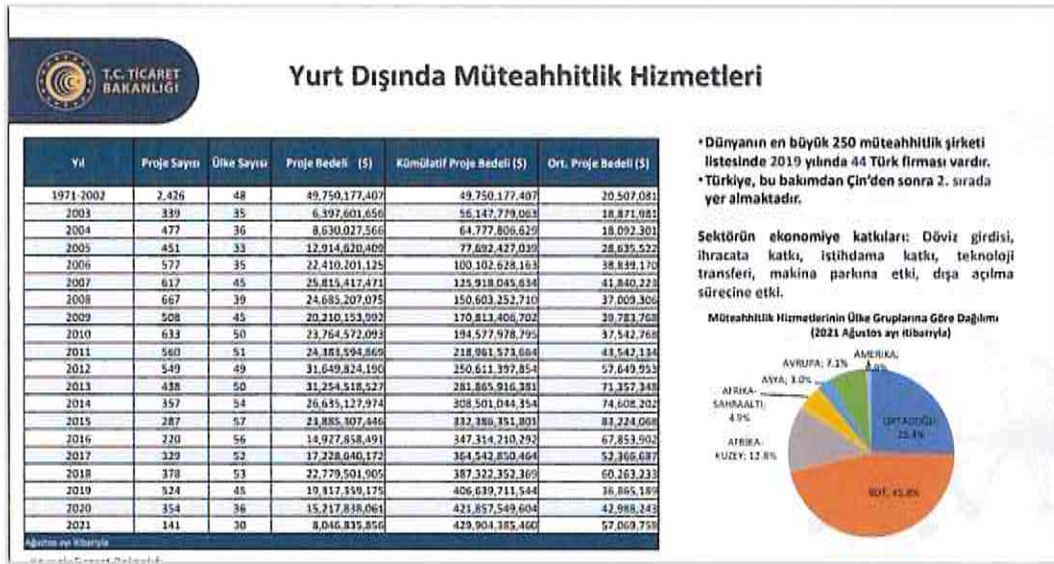 T.C. TİCARET
BAKANLIĞI
Yurt Dışında Müteahhitlik Hizmetleri
Yıl Proje Sayısı Ülke Sayısı Proje Bedeli ($) Kümülatif Proje Bedeli ($) Ort. Proje Bedeli ($)
1971-2002 2,426 48 49,750,177,407 49,750,177,407 20,507,081
2003 339 35 6,397,601,656 56,147,779,063 18,871,981
2004 477 36 8,630,027,566 64,777,806,629 18,092,301
2005 451 33 12,914,620,409 77,692,427,039 28,635,522
2006 577 35 22,410,201,125 100,102,628,163 38,839,170
2007 617 45 25,815,417,471 125,918,045,634 41,840,223
2008 667 39 24,685,207,075 150,603,252,710 37,009,306
2009 508 45 20,210,153,992 170,813,406,702 39,783,768
2010 633 50 23,764,572,093 194,577,978,795 37,542,768
2011 560 51 24,383,594,869 218,961,573,664 43,542,134
2012 549 49 31,649,824,190 250,611,397,854 57,649,953
2013 438 50 31,254,518,527 281,865,916,381 71,357,348
2014 357 54 26,635,127,974 308,501,044,354 74,608,202
2015 287 57 23,885,307,446 332,386,351,801 83,224,068
2016 220 56 14,927,858,491 347,314,210,292 67,853,902
2017 329 52 17,228,640,172 364,542,850,464 52,366,687
2018 378 53 22,779,501,905 387,322,352,369 60,263,233
2019 524 45 19,317,359,175 406,639,711,544 36,865,189
2020 354 36 15,217,838,061 421,857,549,604 42,988,243
2021 141 30 8,046,835,856 429,904,385,460 57,069,758
Ağustos ayı itibarıyla
•Dünyanın en büyük 250 müteahhitlik şirketi
listesinde 2019 yılında 44 Türk firması vardır.
•Türkiye, bu bakımdan Çin'den sonra 2. sırada
yer almaktadır.
Sektörün ekonomiye katkıları: Döviz girdisi,
ihracata katkı, istihdama katkı, teknoloji
transferi, makina parkına etki, dışa açılma
sürecine etki.
Müteahhitlik Hizmetlerinin Ülke Gruplarına Göre Dağılımı
(2021 Ağustos ayı itibarıyla)
AMERİKA;
AVRUPA; 7.1%
ASYA; 3.0%
AFRİKA-
SAHRAALTI;
4.9%
AFRİKA-
KUZEY; 12.8%
ORTADOĞU;
25.4%
BDT; 45.8%